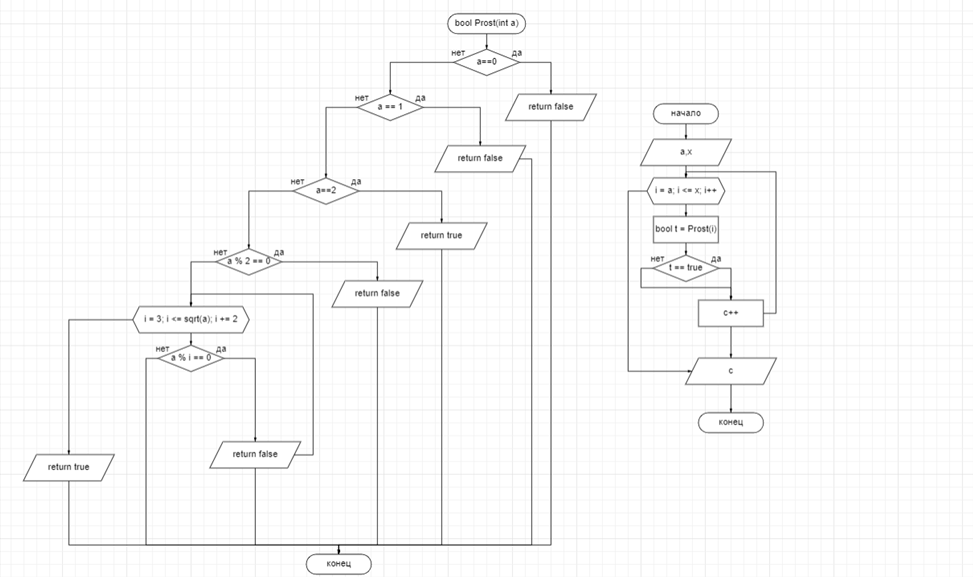 bool Prost(int a)
нет
да
a==0
нет
да
a == 1
return false
return false
нет
да
a==2
return true
нет
да
a % 2 == 0
return false
i = 3; i <= sqrt(a); i += 2
нет
да
a % i == 0
return false
return true
конец
начало
a,x
i = a; i <= x; i++
bool t = Prost(i)
нет
да
t == true
c++
c
конец